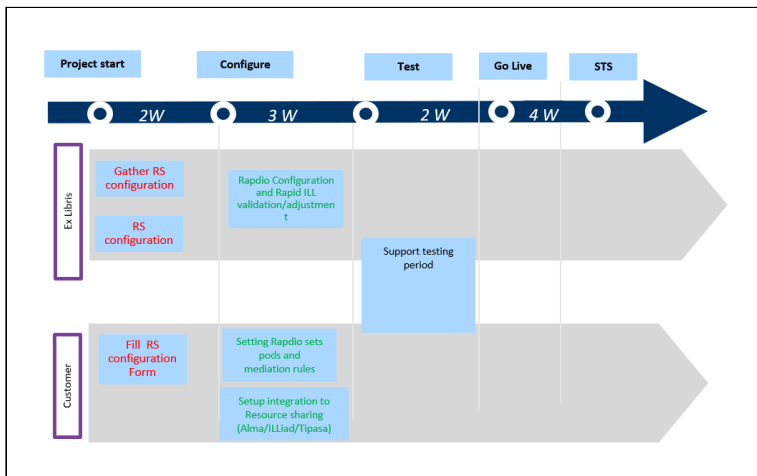 Project start
Configure
Test
Go Live
STS
2W
3 W
2 W
4 W
Ex Libris
Gather RS
configuration
RS
configuration
Rapdio Configuration
and Rapid ILL
validation/adjustmen
t
Support testing
period
Customer
Fill RS
configuration
Form
Setting Rapdio sets
pods and
mediation rules
Setup integration to
Resource sharing
(Alma/ILLiad/Tipasa)